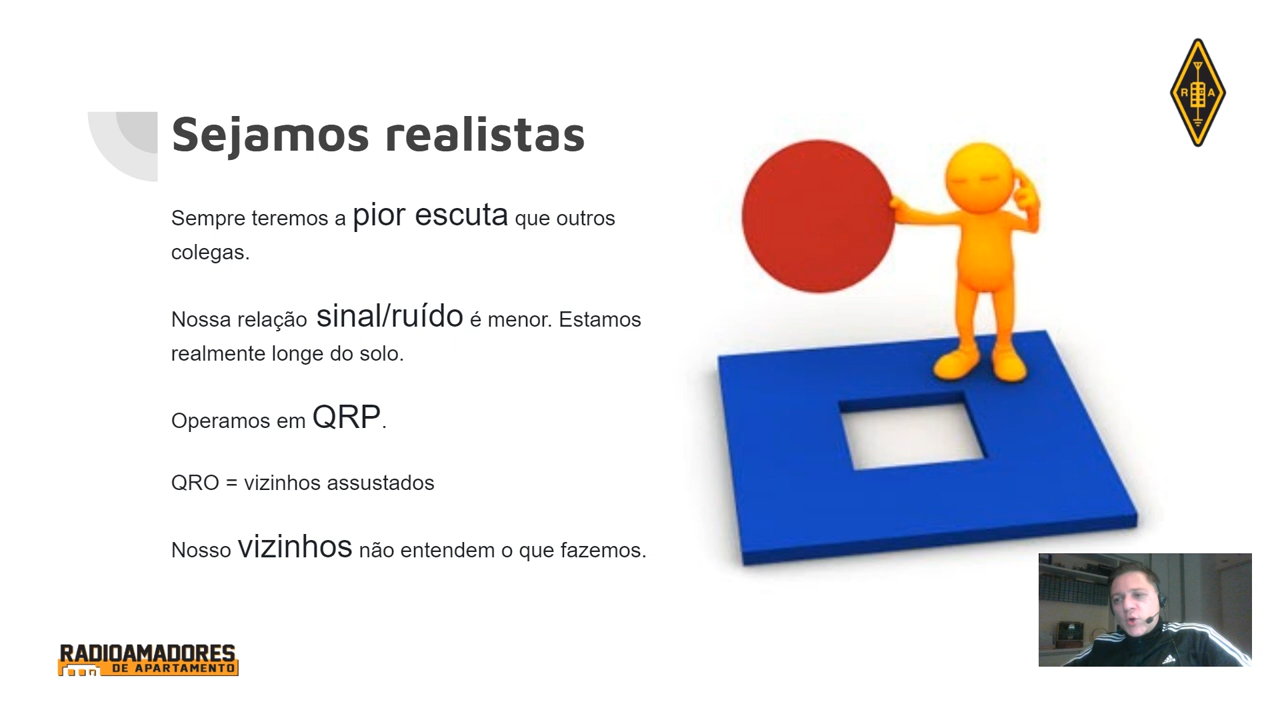 Sejamos realistas
Sempre teremos a pior escuta que outros
colegas.
Nossa relação sinal/ruído é menor. Estamos
realmente longe do solo.
Operamos em QRP.
QRO = vizinhos assustados
Nosso vizinhos não entendem o que fazemos.
R A
RADIOAMADORES
DE APARTAMENTO